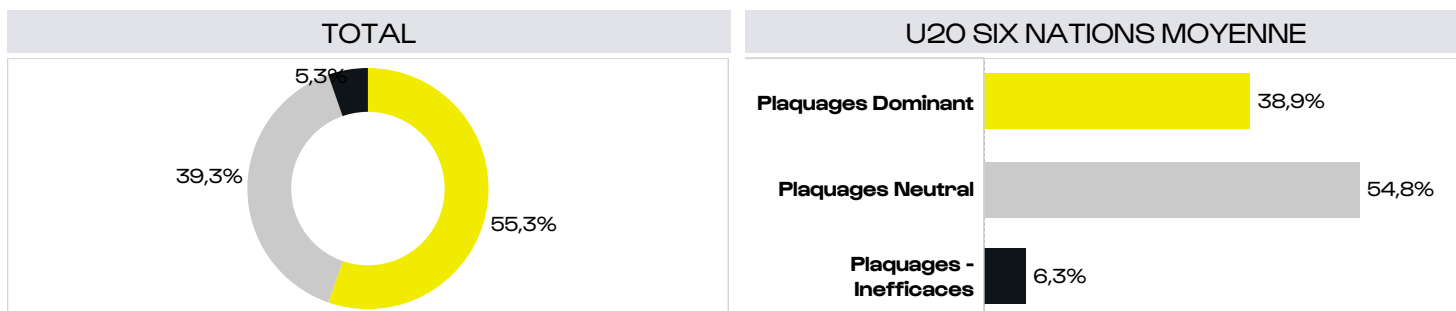 TOTAL
5,3%
39,3%
55,3%
U20 SIX NATIONS MOYENNE
Plaquages Dominant
38,9%
Plaquages Neutral
54,8%
Plaquages -
Inefficaces
6,3%